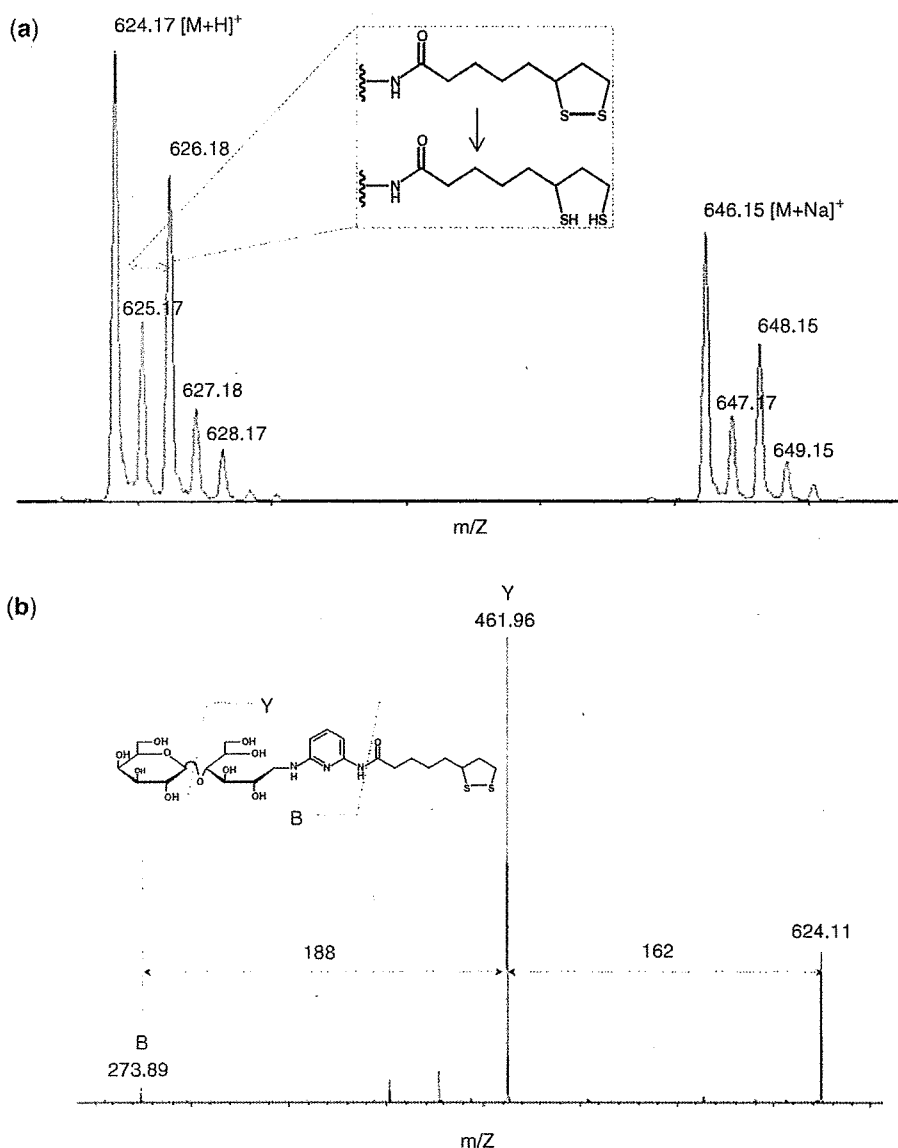 (a)
624.17 [M+H]+
626.18
625.17
627.18
628.17
O
N
H
S—S
O
N
H
SH HS
646.15 [M+Na]+
648.15
647.17
649.15
m/Z
(b)
Y
461.96
Y
OH
OH
OH
OH
OH
O
O
OH
OH
OH
OH
N
H
N
N
H
O
S—S
B
188
162
624.11
B
273.89
m/Z